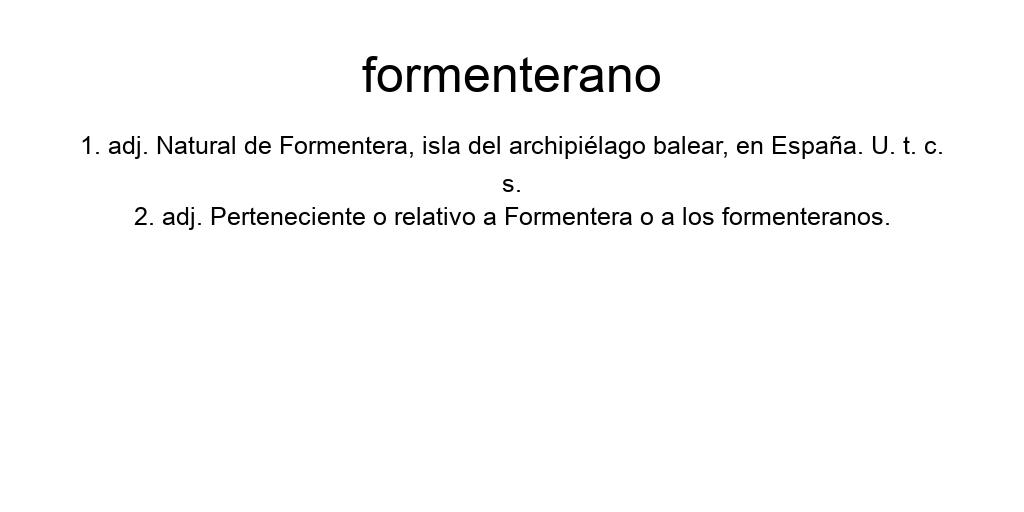 formenterano
1. adj. Natural de Formentera, isla del archipiélago balear, en España. U. t. c.
s.
2. adj. Perteneciente o relativo a Formentera o a los formenteranos.